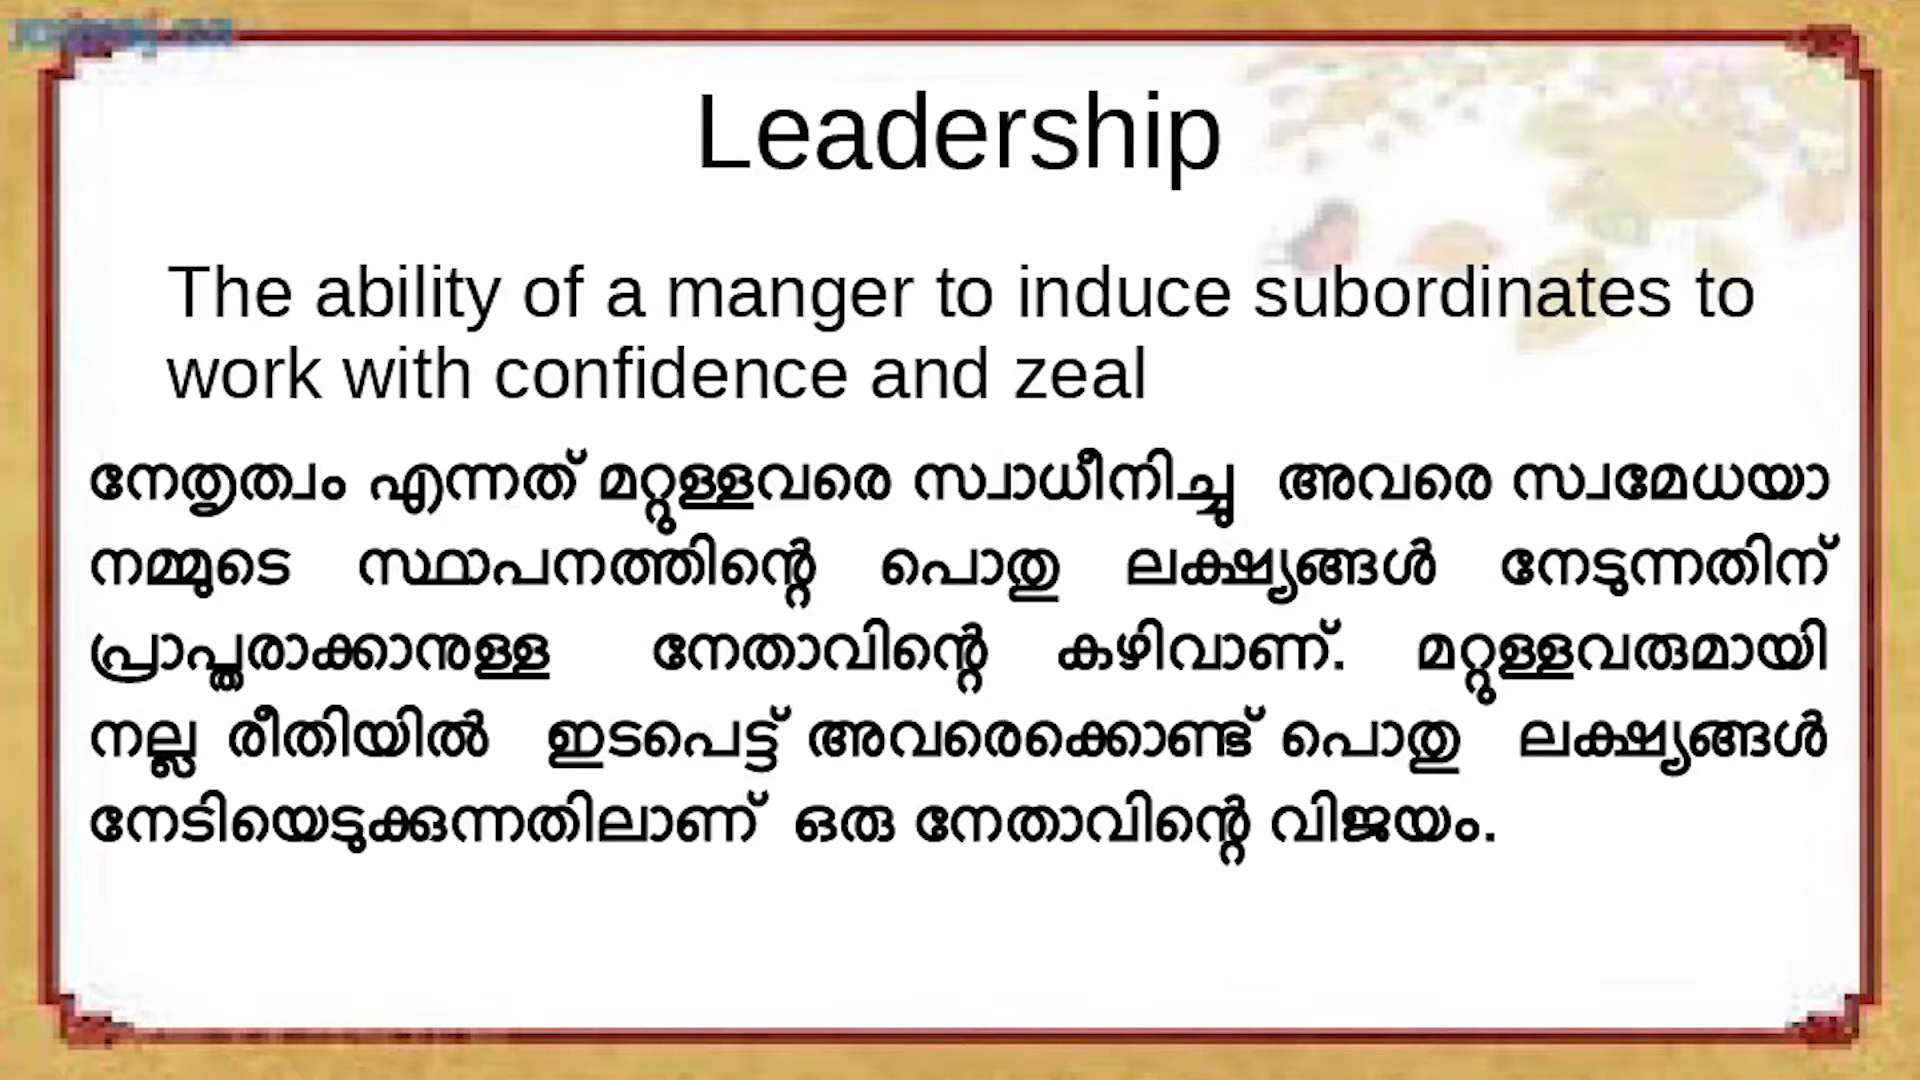 Leadership
The ability of a manger to induce subordinates to
work with confidence and zeal
നേതൃത്വം എന്നത് മറ്റുള്ളവരെ സ്വാധീനിച്ചു അവരെ സ്വമേധയാ
നമ്മുടെ സ്ഥാപനത്തിന്റെ പൊതു ലക്ഷ്യങ്ങൾ നേടുന്നതിന്
പ്രാപ്തരാക്കാനുള്ള നേതാവിന്റെ കഴിവാണ്. മറ്റുള്ളവരുമായി
നല്ല രീതിയിൽ ഇടപെട്ട് അവരെക്കൊണ്ട് പൊതു ലക്ഷ്യങ്ങൾ
നേടിയെടുക്കുന്നതിലാണ് ഒരു നേതാവിന്റെ വിജയം.